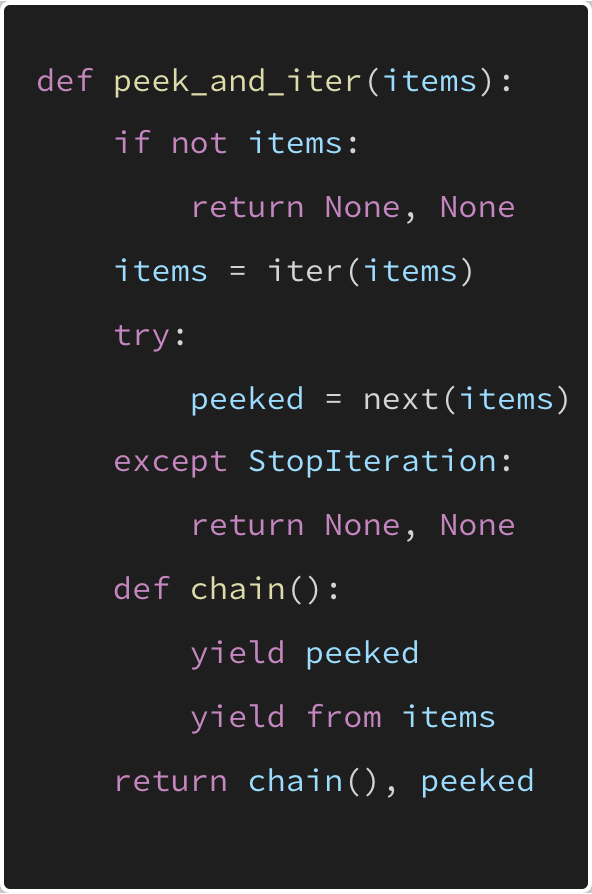 def peek_and_iter(items):
    if not items:
        return None, None
    items = iter(items)
    try:
        peeked = next(items)
    except StopIteration:
        return None, None
    def chain():
        yield peeked
        yield from items
    return chain(), peeked